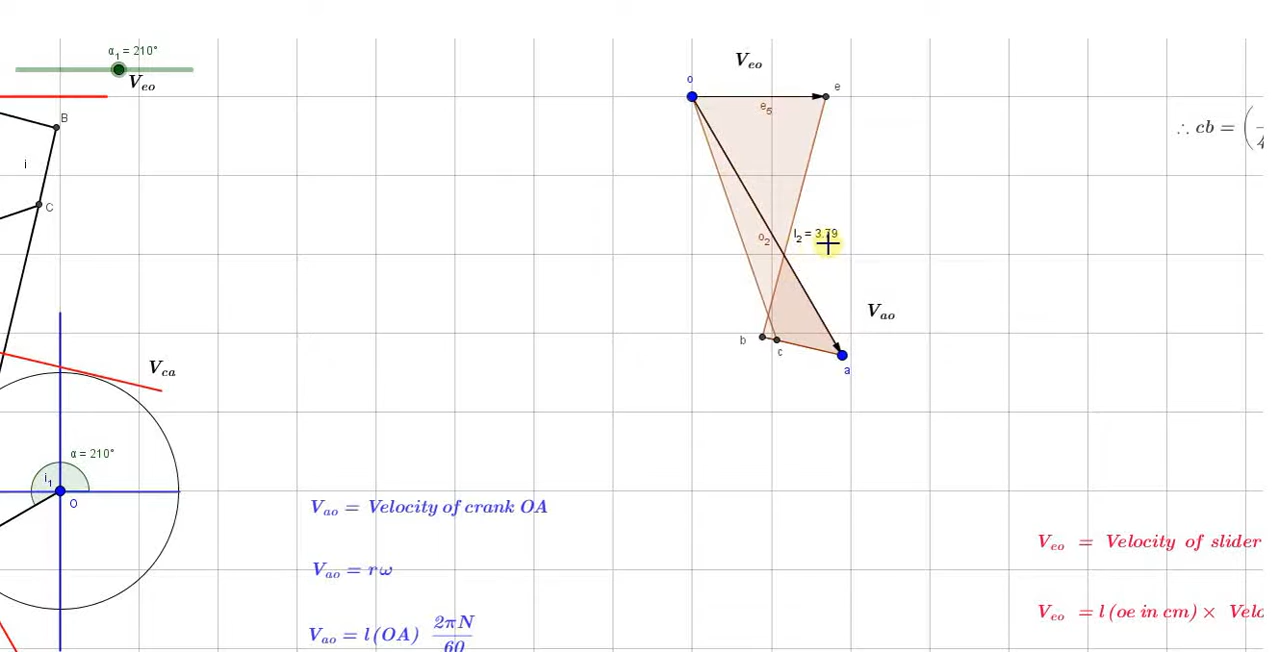 α1 = 210°
Veo
B
i
C
Vca
α = 210°
i1
O
Veo
o
e
e5
o2
l2 = 3.79
Vao
b
c
a
∴ cb = (
Vao = Velocity of crank OA
Vao = rω
Vao = l(OA) 2πN
60
Veo = Velocity of slider
Veo = l(oe in cm) ×